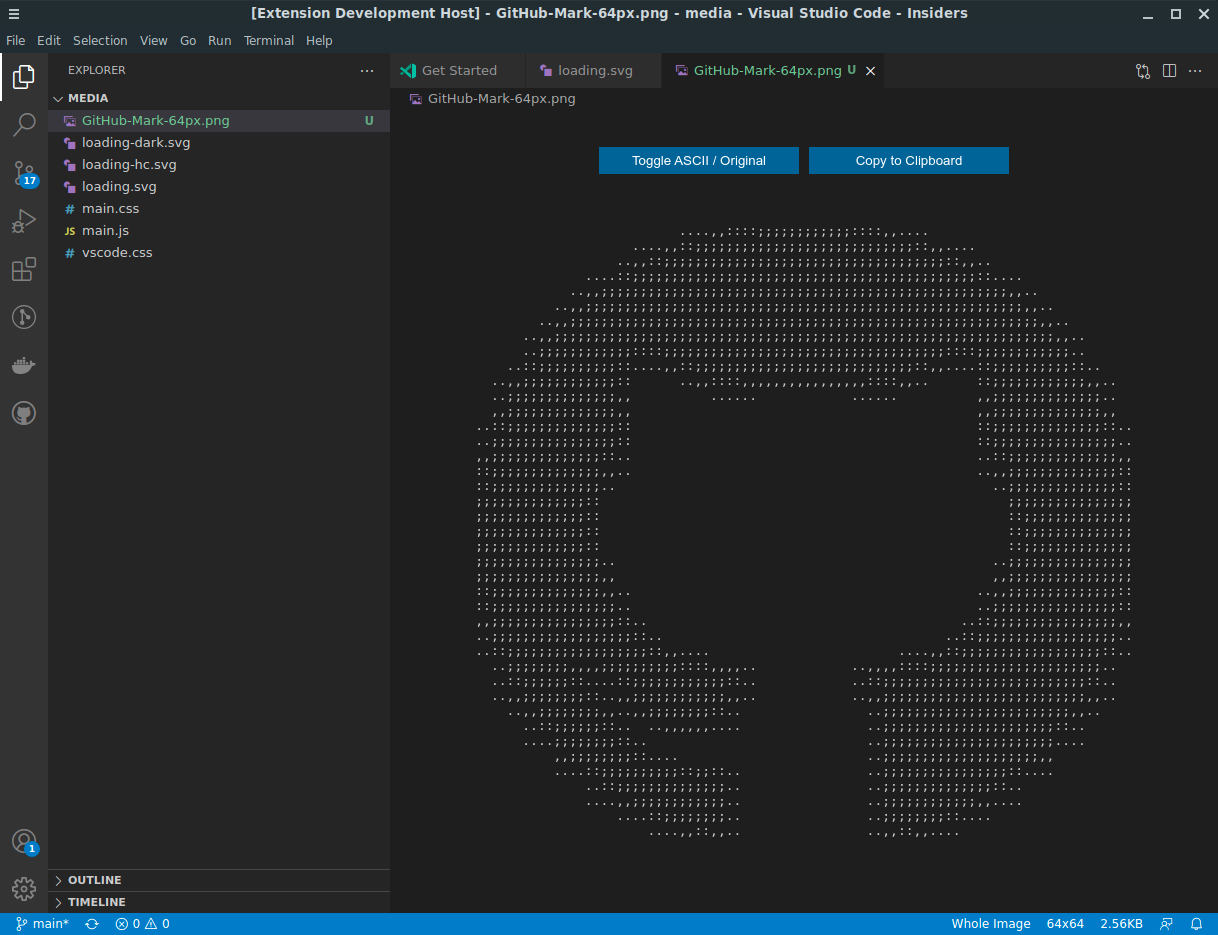 [Extension Development Host] - GitHub-Mark-64px.png - media - Visual Studio Code - Insiders
File Edit Selection View Go Run Terminal Help
EXPLORER
Get Started
loading.svg
GitHub-Mark-64px.png U
MEDIA
GitHub-Mark-64px.png
GitHub-Mark-64px.png U
loading-dark.svg
loading-hc.svg
loading.svg
# main.css
JS main.js
# vscode.css
Toggle ASCII / Original
Copy to Clipboard
17
1
OUTLINE
TIMELINE
main* 0 0 Whole Image 64x64 2.56KB